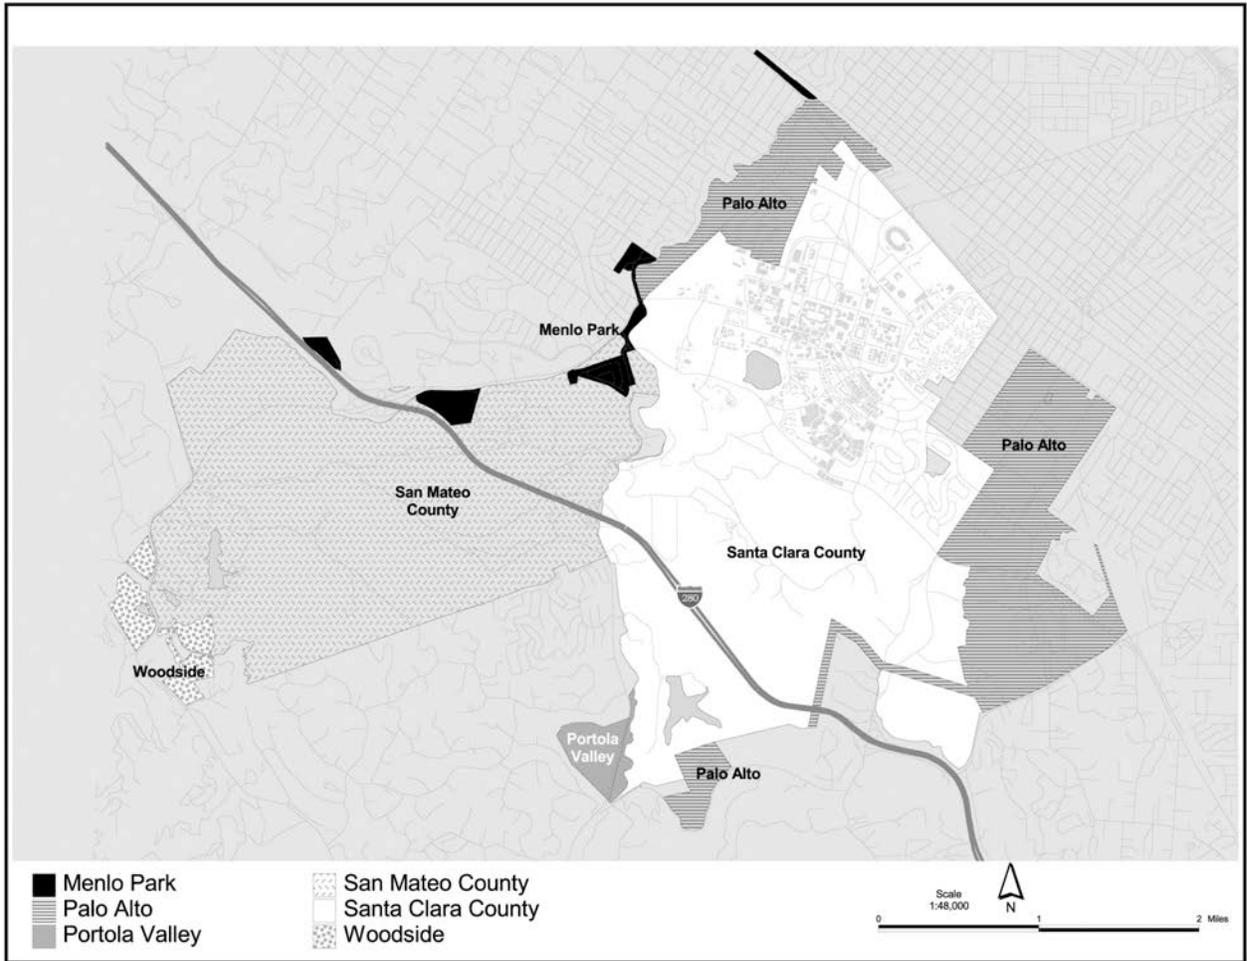 Palo Alto
Menlo Park
Palo Alto
San Mateo
County
Santa Clara County
280
Woodside
Portola
Valley
Palo Alto
Menlo Park
Palo Alto
Portola Valley
San Mateo County
Santa Clara County
Woodside
Scale
1:48,000
N
0 1 2 Miles